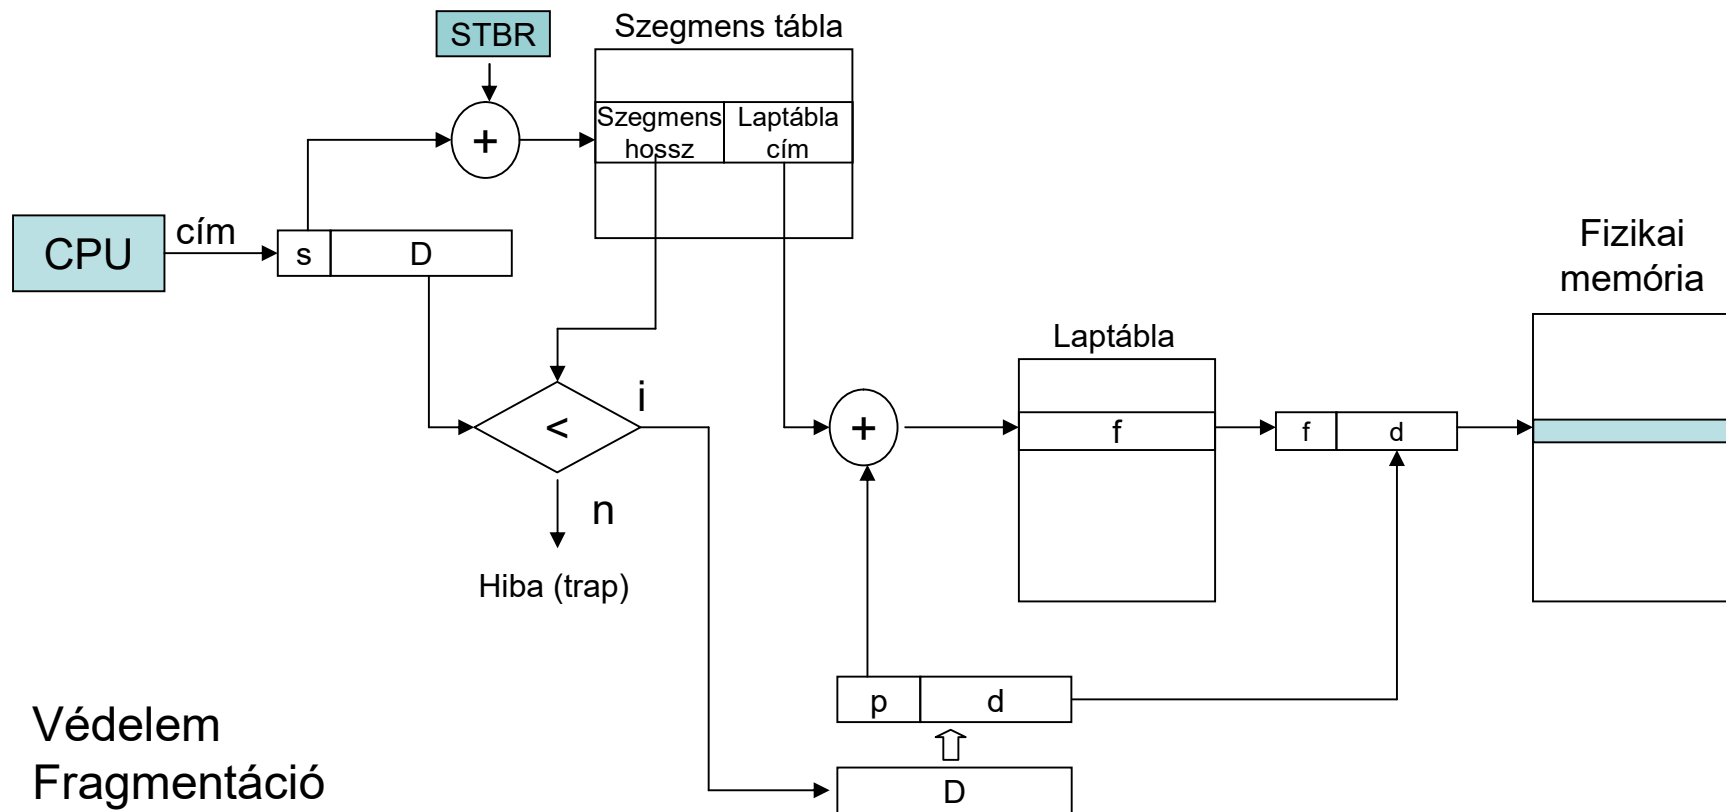 STBR
Szegmens tábla
Szegmens
hossz
Laptábla
cím
+
CPU
cím
s
D
Fizikai
memória
Laptábla
<
i
+
f
f
d
n
Hiba (trap)
p
d
D
Védelem
Fragmentáció